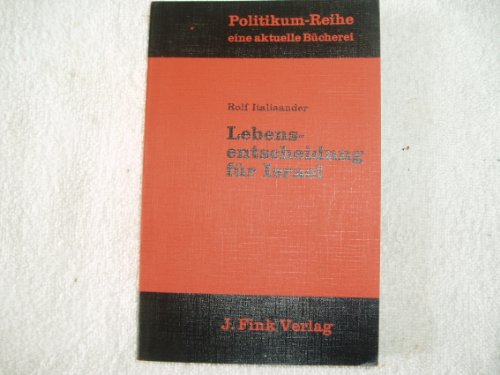 Politikum-Reihe
eine aktuelle Bücherei
Rolf Italiaander
Lebens-
entscheidung
für Israel
J. Fink Verlag